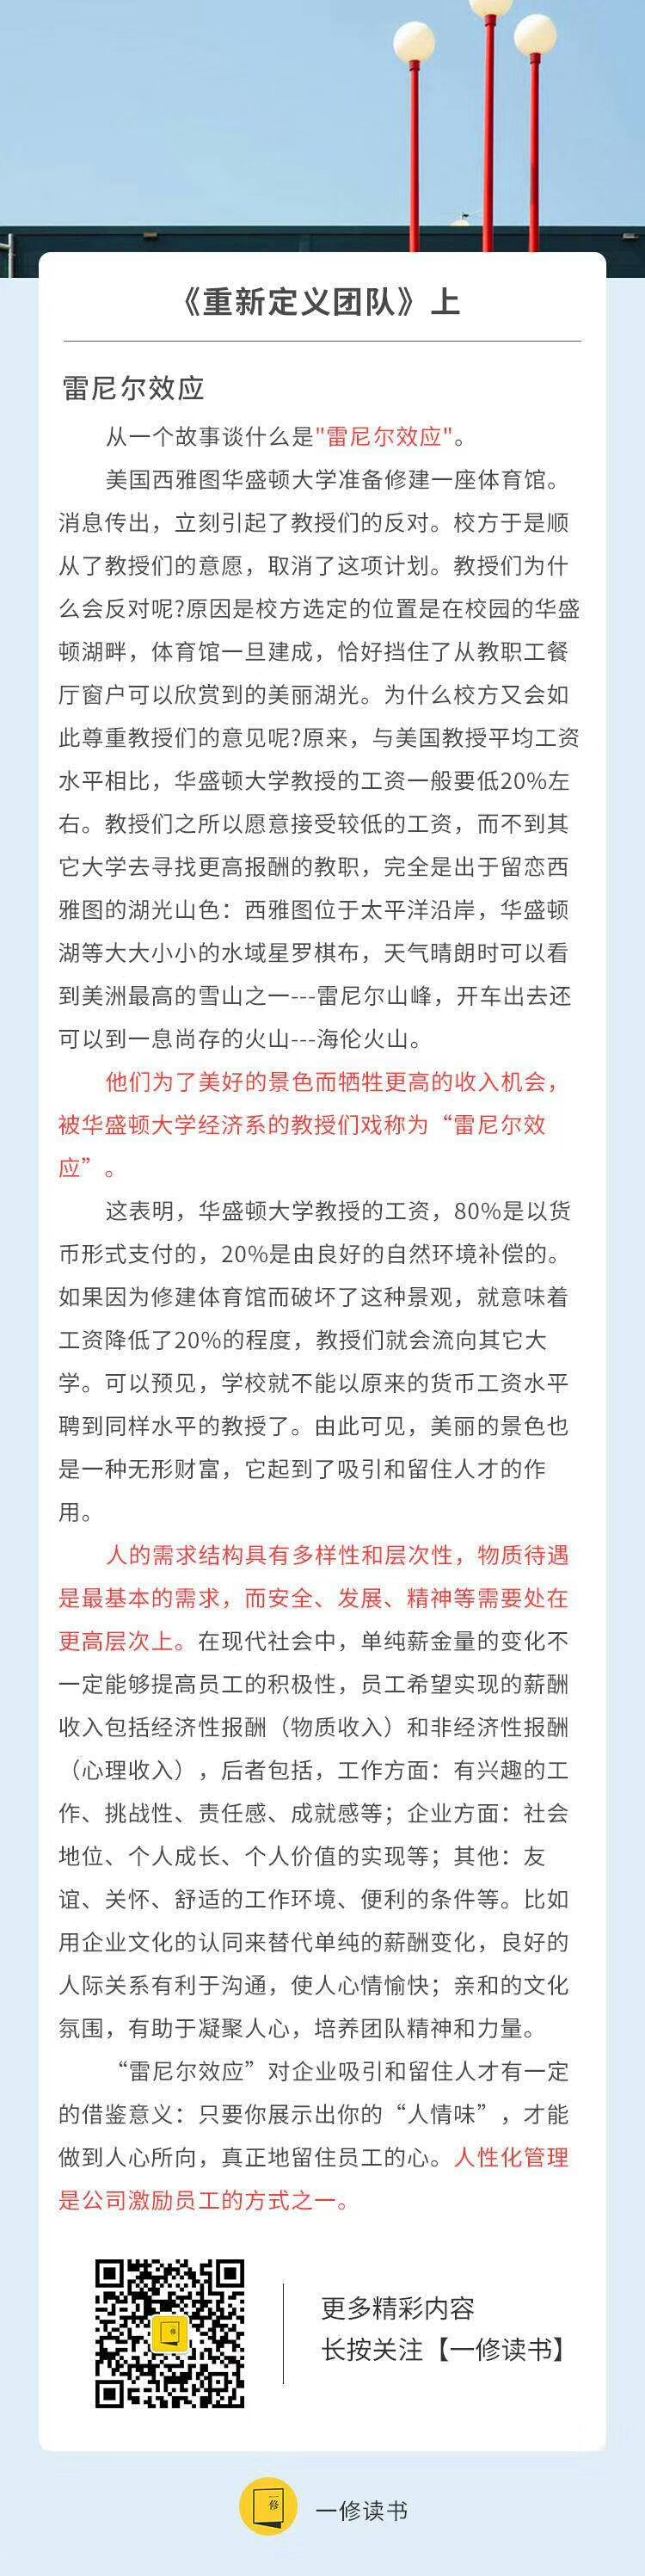 《重新定义团队》上
雷尼尔效应
从一个故事谈什么是"雷尼尔效应"。
美国西雅图华盛顿大学准备修建一座体育馆。
消息传出，立刻引起了教授们的反对。校方于是顺
从了教授们的意愿，取消了这项计划。教授们为什
么会反对呢?原因是校方选定的位置是在校园的华盛
顿湖畔，体育馆一旦建成，恰好挡住了从教职工餐
厅窗户可以欣赏到的美丽湖光。为什么校方又会如
此尊重教授们的意见呢?原来，与美国教授平均工资
水平相比，华盛顿大学教授的工资一般要低20%左
右。教授们之所以愿意接受较低的工资，而不到其
它大学去寻找更高报酬的教职，完全是出于留恋西
雅图的湖光山色：西雅图位于太平洋沿岸，华盛顿
湖等大大小小的水域星罗棋布，天气晴朗时可以看
到美洲最高的雪山之一---雷尼尔山峰，开车出去还
可以到一息尚存的火山---海伦火山。
他们为了美好的景色而牺牲更高的收入机会，
被华盛顿大学经济系的教授们戏称为“雷尼尔效
应”。
这表明，华盛顿大学教授的工资，80%是以货
币形式支付的，20%是由良好的自然环境补偿的。
如果因为修建体育馆而破坏了这种景观，就意味着
工资降低了20%的程度，教授们就会流向其它大
学。可以预见，学校就不能以原来的货币工资水平
聘到同样水平的教授了。由此可见，美丽的景色也
是一种无形财富，它起到了吸引和留住人才的作
用。
人的需求结构具有多样性和层次性，物质待遇
是最基本的需求，而安全、发展、精神等需要处在
更高层次上。在现代社会中，单纯薪金量的变化不
一定能够提高员工的积极性，员工希望实现的薪酬
收入包括经济性报酬（物质收入）和非经济性报酬
（心理收入），后者包括，工作方面：有兴趣的工
作、挑战性、责任感、成就感等；企业方面：社会
地位、个人成长、个人价值的实现等；其他：友
谊、关怀、舒适的工作环境、便利的条件等。比如
用企业文化的认同来替代单纯的薪酬变化，良好的
人际关系有利于沟通，使人心情愉快；亲和的文化
氛围，有助于凝聚人心，培养团队精神和力量。
“雷尼尔效应”对企业吸引和留住人才有一定
的借鉴意义：只要你展示出你的“人情味”，才能
做到人心所向，真正地留住员工的心。人性化管理
是公司激励员工的方式之一。
更多精彩内容
长按关注【一修读书】
一修
一修读书